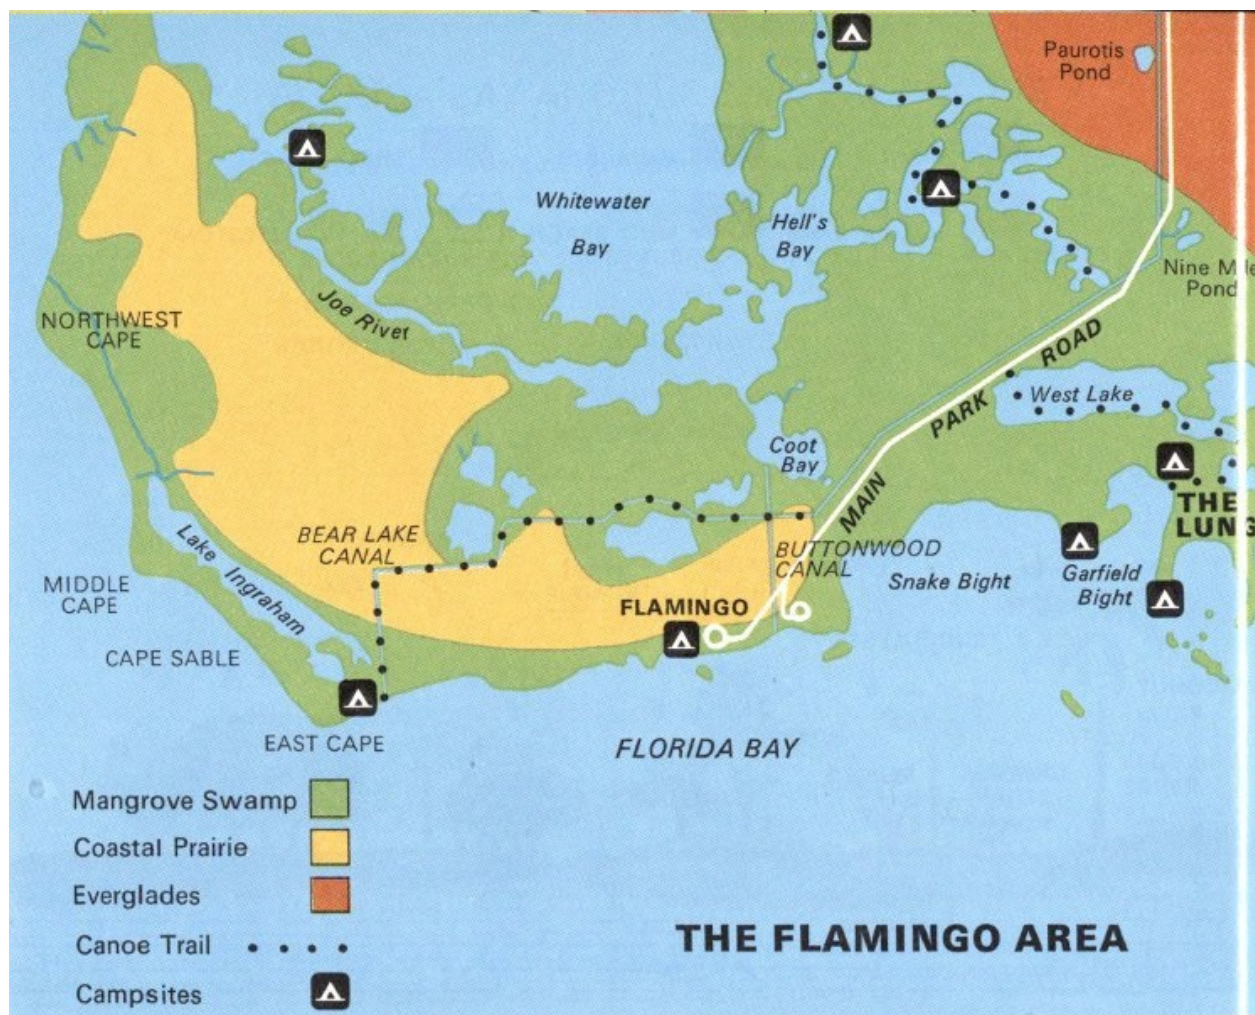 Paurotis
Pond
Whitewater
Bay
Hell's
Bay
Nine Mile
Pond
Joe River
NORTHWEST
CAPE
MAIN PARK ROAD
West Lake
Coot
Bay
THE
LUNG
BEAR LAKE
CANAL
BUTTONWOOD
CANAL
Snake Bight
Garfield
Bight
Lake Ingraham
MIDDLE
CAPE
FLAMINGO
CAPE SABLE
EAST CAPE
FLORIDA BAY
Mangrove Swamp
Coastal Prairie
Everglades
Canoe Trail
Campsites
THE FLAMINGO AREA